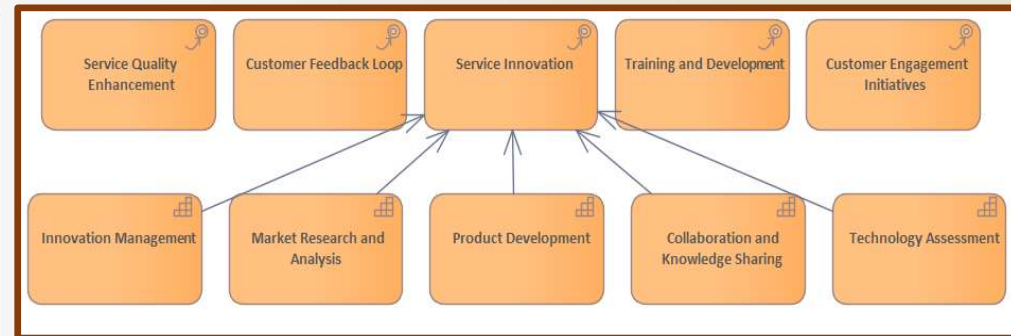 Service Quality
Enhancement
Customer Feedback Loop
Service Innovation
Training and Development
Customer Engagement
Initiatives
Innovation Management
Market Research and
Analysis
Product Development
Collaboration and
Knowledge Sharing
Technology Assessment